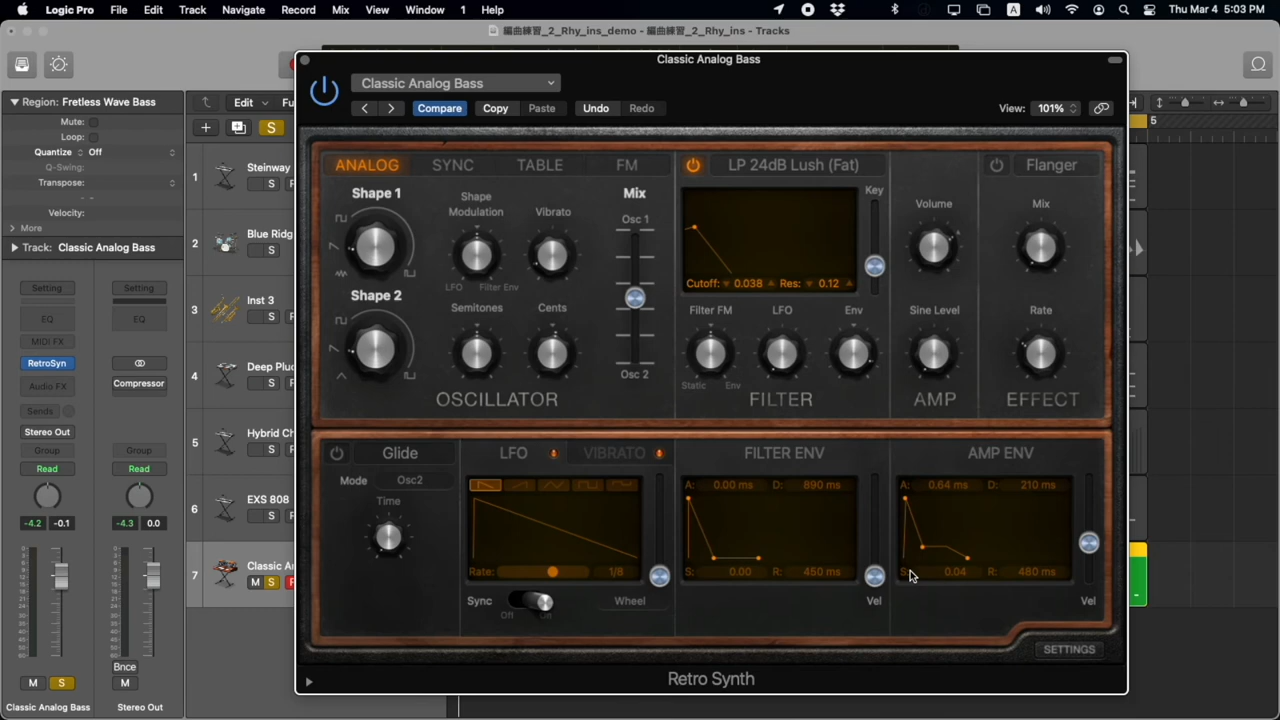 Logic Pro File Edit Track Navigate Record Mix View Window 1 Help A Thu Mar 4 5:03 PM
編曲練習_2_Rhy_ins_demo - 編曲練習_2_Rhy_ins - Tracks
Classic Analog Bass
Classic Analog Bass
Compare Copy Paste Undo Redo View: 101%
Region: Fretless Wave Bass
Mute:
Loop:
Quantize Off
Q-Swing:
Transpose:
Velocity:
More
Track: Classic Analog Bass
Setting Setting
EQ EQ
MIDI FX
RetroSyn
Audio FX Compressor
Sends
Stereo Out
Group Group
Read Read
-4.2 -0.1 -4.3 0.0
Bnce
M S M
Classic Analog Bass Stereo Out
Edit
S
5
1 Steinway
S
2 Blue Ridg
S
3 Inst 3
S
4 Deep Pluc
S
5 Hybrid Ch
S
6 EXS 808
S
7 Classic A
M S
ANALOG SYNC TABLE FM
Shape 1
Shape Modulation
Vibrato
Mix
Osc 1
LFO Filter Env
Shape 2
Semitones Cents
Osc 2
OSCILLATOR
LP 24dB Lush (Fat)
Key
Cutoff: 0.038 Res: 0.12
Filter FM LFO Env
Static Env
FILTER
Volume
Sine Level
AMP
Flanger
Mix
Rate
EFFECT
Glide
Mode Osc2
Time
LFO VIBRATO
Rate: 1/8
Sync Off On Wheel
FILTER ENV
A: 0.00 ms D: 890 ms
S: 0.00 R: 450 ms
Vel
AMP ENV
A: 0.64 ms D: 210 ms
S: 0.04 R: 480 ms
Vel
SETTINGS
Retro Synth